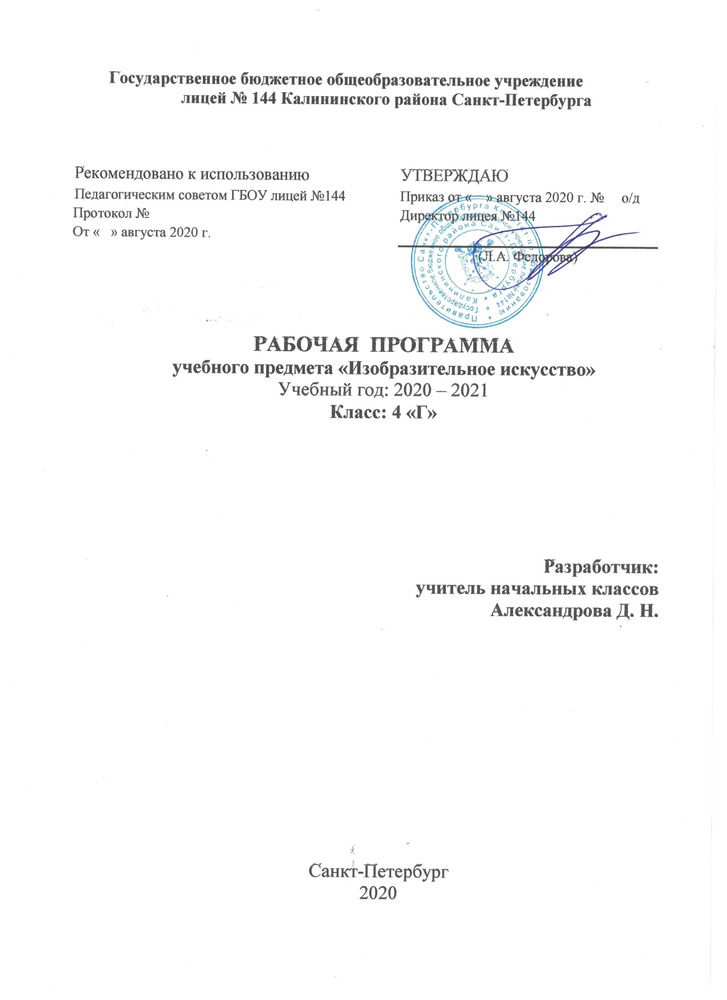 Государственное бюджетное общеобразовательное учреждение
лицей № 144 Калининского района Санкт-Петербурга
Рекомендовано к использованию
Педагогическим советом ГБОУ лицей №144
Протокол №
От « » августа 2020 г.
УТВЕРЖДАЮ
Приказ от « » августа 2020 г. № о/д
Директор лицея №144
(Л.А. Федорова)
Правительство Санкт-Петербурга Комитет по образованию *
Государственное бюджетное общеобразовательное учреждение лицей №144 *
Калининского района Санкт-Петербурга *
РАБОЧАЯ ПРОГРАММА
учебного предмета «Изобразительное искусство»
Учебный год: 2020 – 2021
Класс: 4 «Г»
Разработчик:
учитель начальных классов
Александрова Д. Н.
Санкт-Петербург
2020